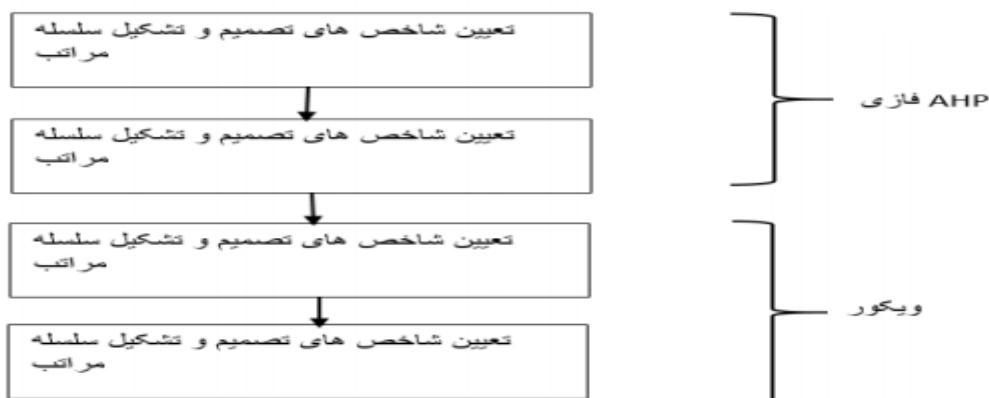 تعیین شاخص های تصمیم و تشکیل سلسله
مراتب
تعیین شاخص های تصمیم و تشکیل سلسله
مراتب
AHP فازی
تعیین شاخص های تصمیم و تشکیل سلسله
مراتب
تعیین شاخص های تصمیم و تشکیل سلسله
مراتب
ویکور